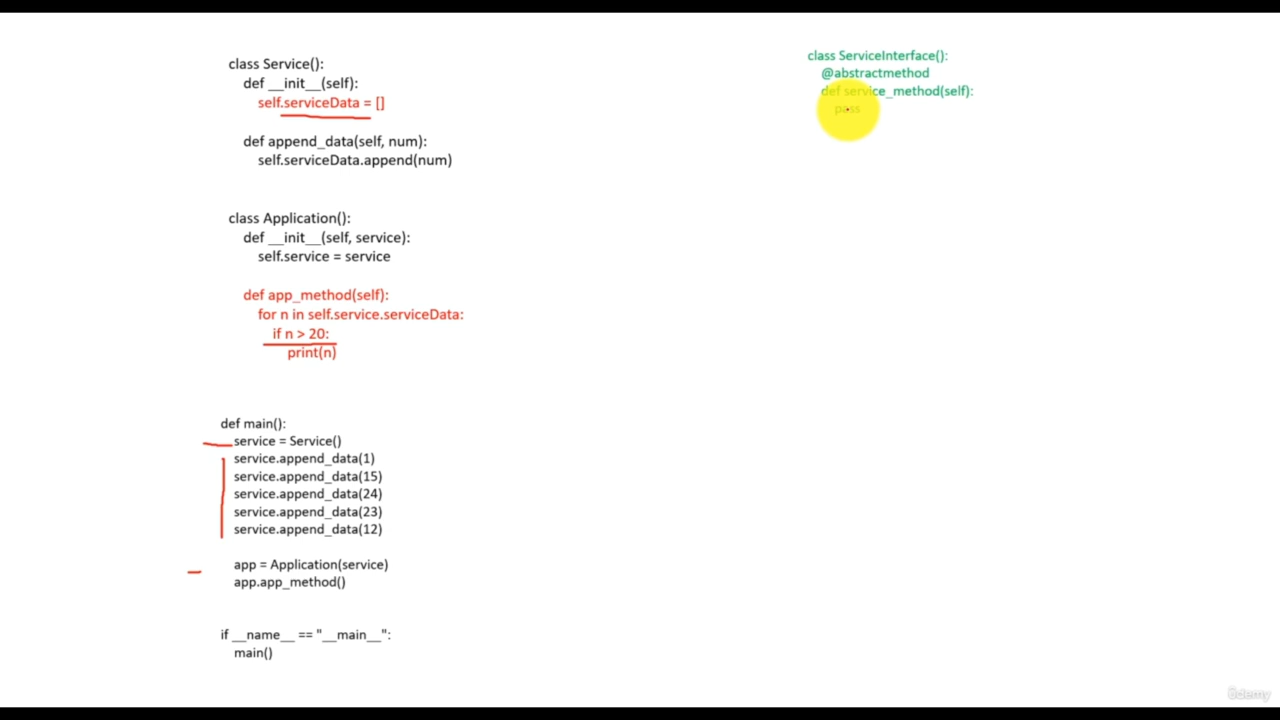 class Service():
def __init__(self):
self.serviceData = []
def append_data(self, num):
self.serviceData.append(num)
class Application():
def __init__(self, service):
self.service = service
def app_method(self):
for n in self.service.serviceData:
if n > 20:
print(n)
def main():
service = Service()
service.append_data(1)
service.append_data(15)
service.append_data(24)
service.append_data(23)
service.append_data(12)
app = Application(service)
app.app_method()
if __name__ == "__main__":
main()
class ServiceInterface():
@abstractmethod
def service_method(self):
pass
ûdemy